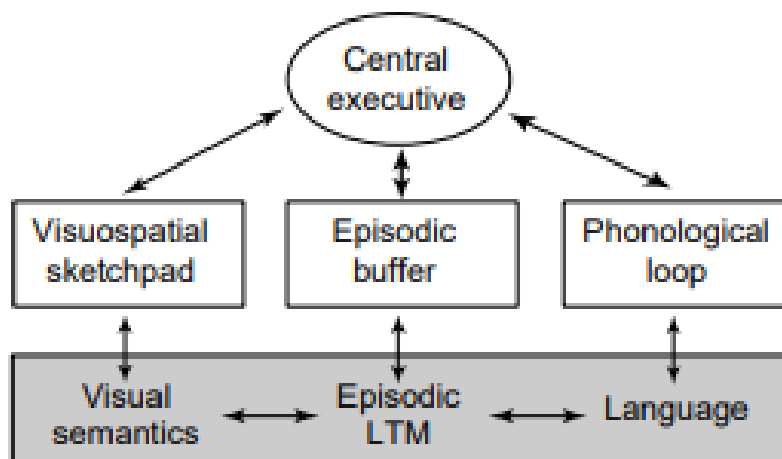 Central
executive
Visuospatial
sketchpad
Episodic
buffer
Phonological
loop
Visual
semantics
Episodic
LTM
Language